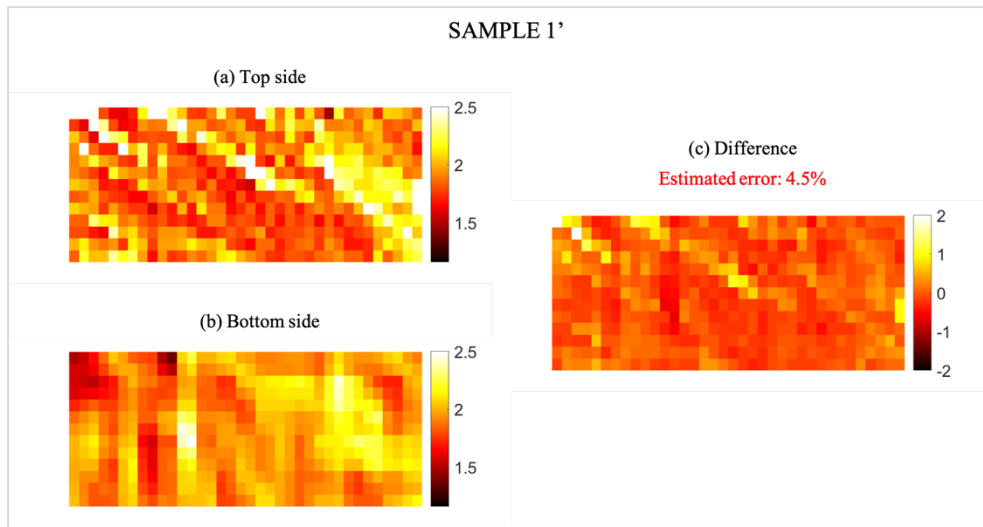 SAMPLE 1’
(a) Top side
2.5
2
1.5
(b) Bottom side
2.5
2
1.5
(c) Difference
Estimated error: 4.5%
2
1
0
-1
-2